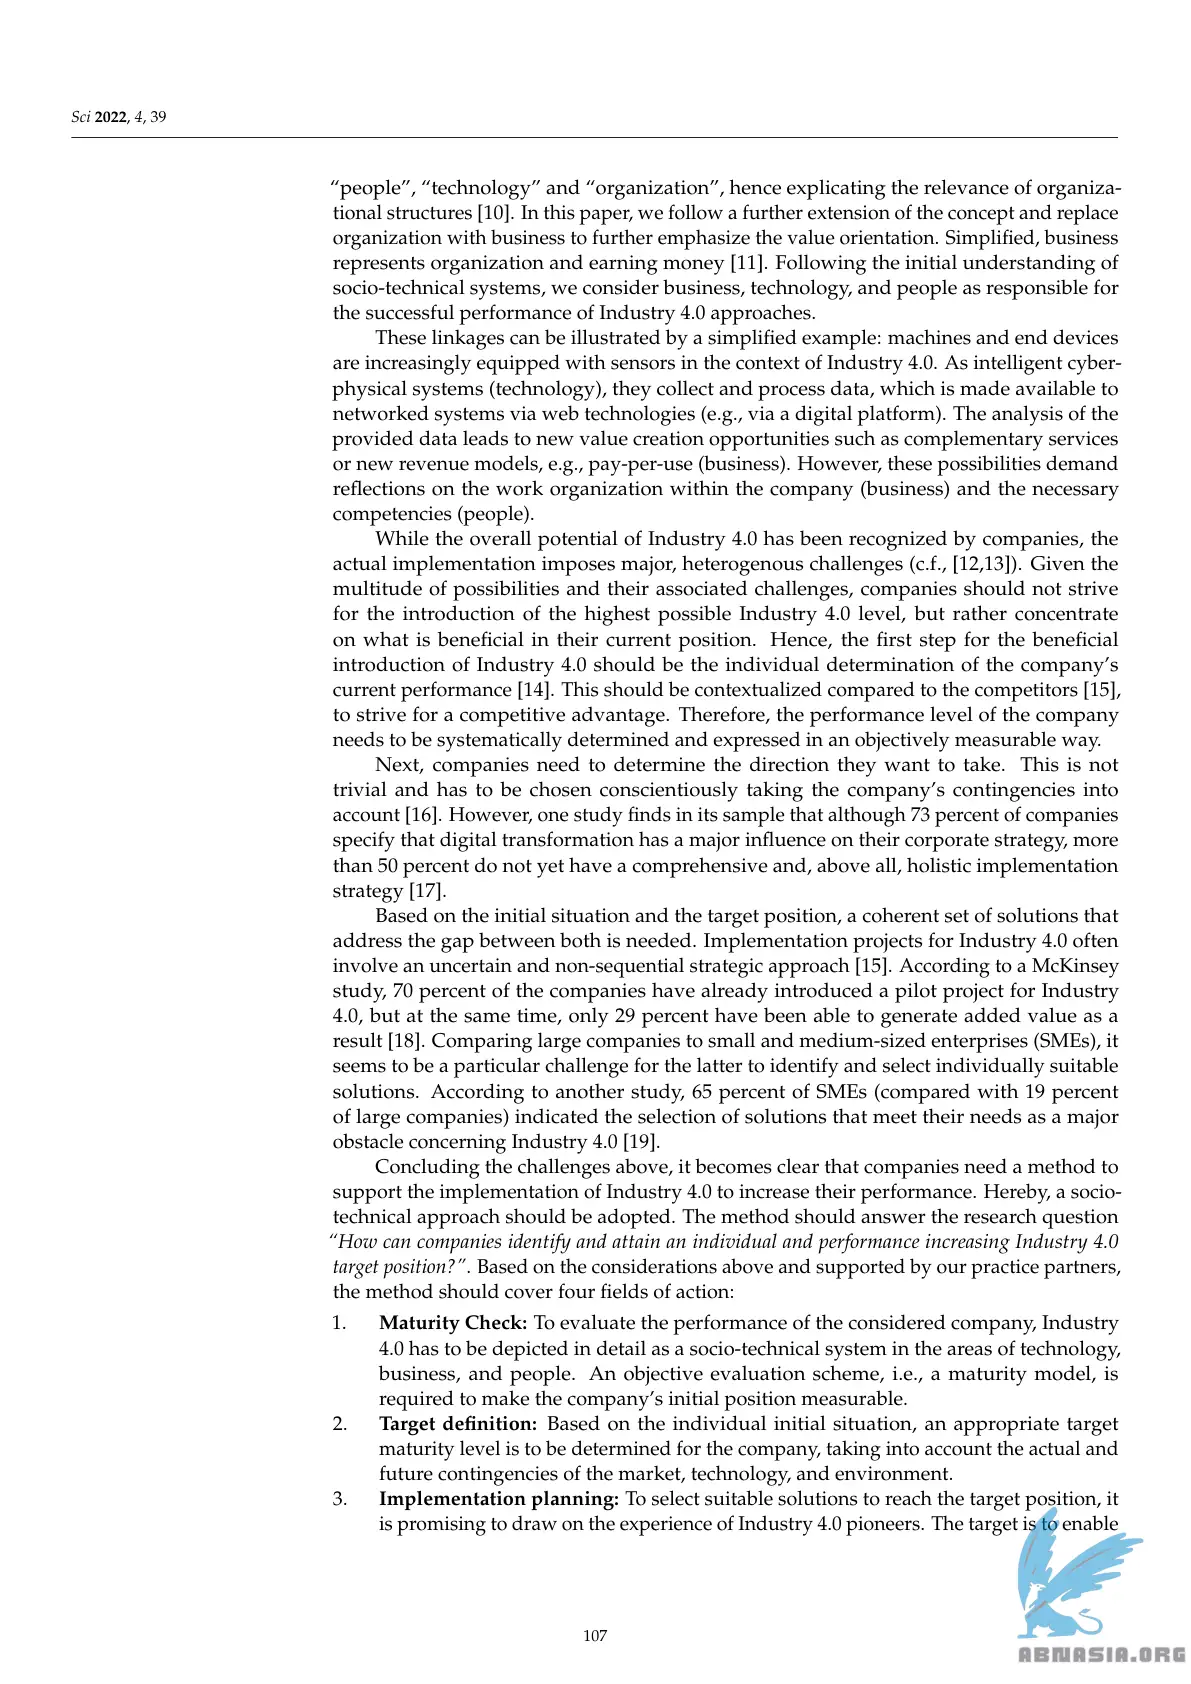 Sci 2022, 4, 39
“people”, “technology” and “organization”, hence explicating the relevance of organiza-
tional structures [10]. In this paper, we follow a further extension of the concept and replace
organization with business to further emphasize the value orientation. Simplified, business
represents organization and earning money [11]. Following the initial understanding of
socio-technical systems, we consider business, technology, and people as responsible for
the successful performance of Industry 4.0 approaches.
These linkages can be illustrated by a simplified example: machines and end devices
are increasingly equipped with sensors in the context of Industry 4.0. As intelligent cyber-
physical systems (technology), they collect and process data, which is made available to
networked systems via web technologies (e.g., via a digital platform). The analysis of the
provided data leads to new value creation opportunities such as complementary services
or new revenue models, e.g., pay-per-use (business). However, these possibilities demand
reflections on the work organization within the company (business) and the necessary
competencies (people).
While the overall potential of Industry 4.0 has been recognized by companies, the
actual implementation imposes major, heterogenous challenges (c.f., [12,13]). Given the
multitude of possibilities and their associated challenges, companies should not strive
for the introduction of the highest possible Industry 4.0 level, but rather concentrate
on what is beneficial in their current position. Hence, the first step for the beneficial
introduction of Industry 4.0 should be the individual determination of the company’s
current performance [14]. This should be contextualized compared to the competitors [15],
to strive for a competitive advantage. Therefore, the performance level of the company
needs to be systematically determined and expressed in an objectively measurable way.
Next, companies need to determine the direction they want to take. This is not
trivial and has to be chosen conscientiously taking the company’s contingencies into
account [16]. However, one study finds in its sample that although 73 percent of companies
specify that digital transformation has a major influence on their corporate strategy, more
than 50 percent do not yet have a comprehensive and, above all, holistic implementation
strategy [17].
Based on the initial situation and the target position, a coherent set of solutions that
address the gap between both is needed. Implementation projects for Industry 4.0 often
involve an uncertain and non-sequential strategic approach [15]. According to a McKinsey
study, 70 percent of the companies have already introduced a pilot project for Industry
4.0, but at the same time, only 29 percent have been able to generate added value as a
result [18]. Comparing large companies to small and medium-sized enterprises (SMEs), it
seems to be a particular challenge for the latter to identify and select individually suitable
solutions. According to another study, 65 percent of SMEs (compared with 19 percent
of large companies) indicated the selection of solutions that meet their needs as a major
obstacle concerning Industry 4.0 [19].
Concluding the challenges above, it becomes clear that companies need a method to
support the implementation of Industry 4.0 to increase their performance. Hereby, a socio-
technical approach should be adopted. The method should answer the research question
“How can companies identify and attain an individual and performance increasing Industry 4.0
target position?”. Based on the considerations above and supported by our practice partners,
the method should cover four fields of action:
1. Maturity Check: To evaluate the performance of the considered company, Industry
4.0 has to be depicted in detail as a socio-technical system in the areas of technology,
business, and people. An objective evaluation scheme, i.e., a maturity model, is
required to make the company’s initial position measurable.
2. Target definition: Based on the individual initial situation, an appropriate target
maturity level is to be determined for the company, taking into account the actual and
future contingencies of the market, technology, and environment.
3. Implementation planning: To select suitable solutions to reach the target position, it
is promising to draw on the experience of Industry 4.0 pioneers. The target is to enable
107
ABNASIA.ORG